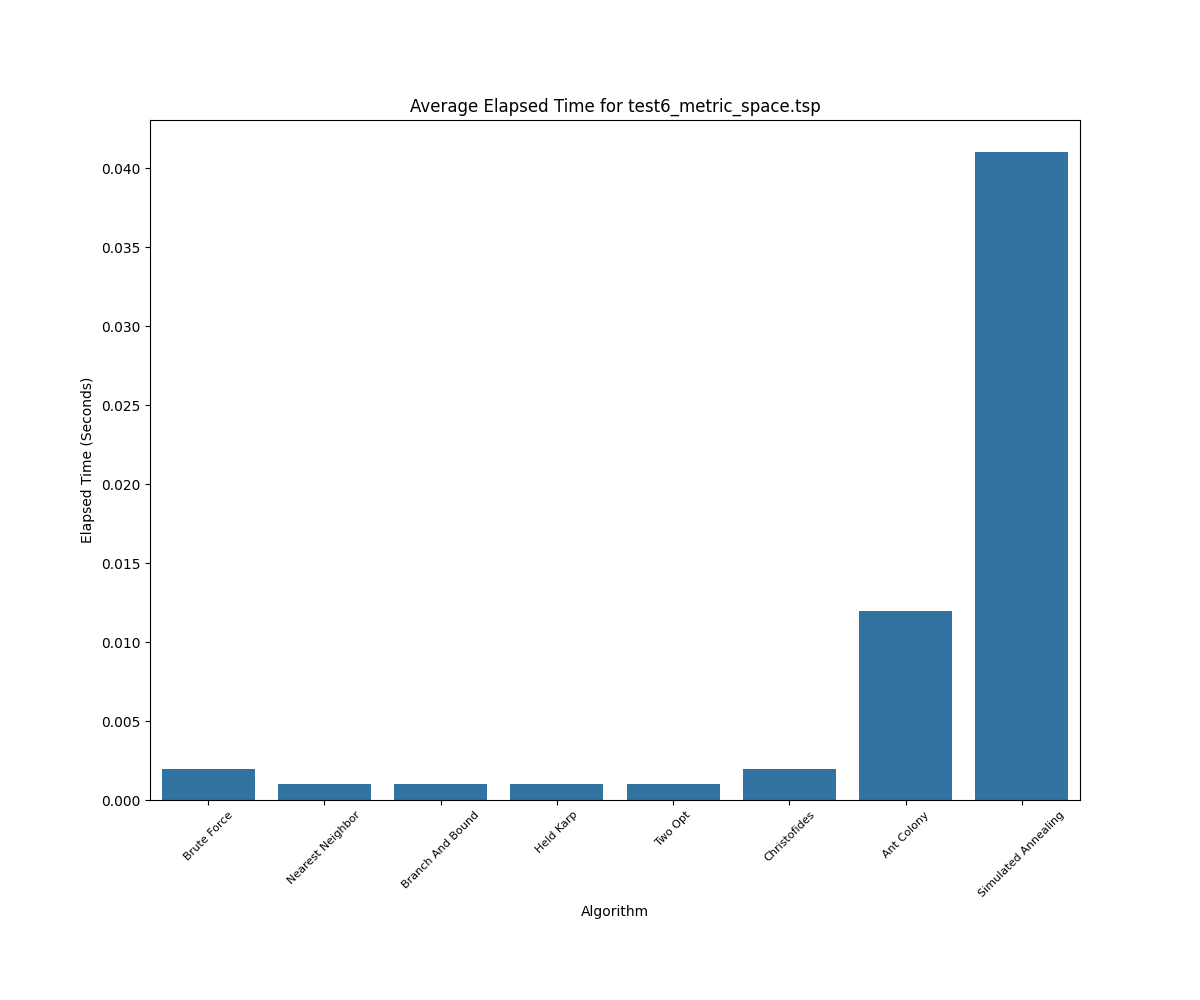 Average Elapsed Time for test6_metric_space.tsp
0.040
0.035
0.030
0.025
0.020
0.015
0.010
0.005
0.000
Elapsed Time (Seconds)
Brute Force
Nearest Neighbor
Branch And Bound
Held Karp
Two Opt
Christofides
Ant Colony
Simulated Annealing
Algorithm